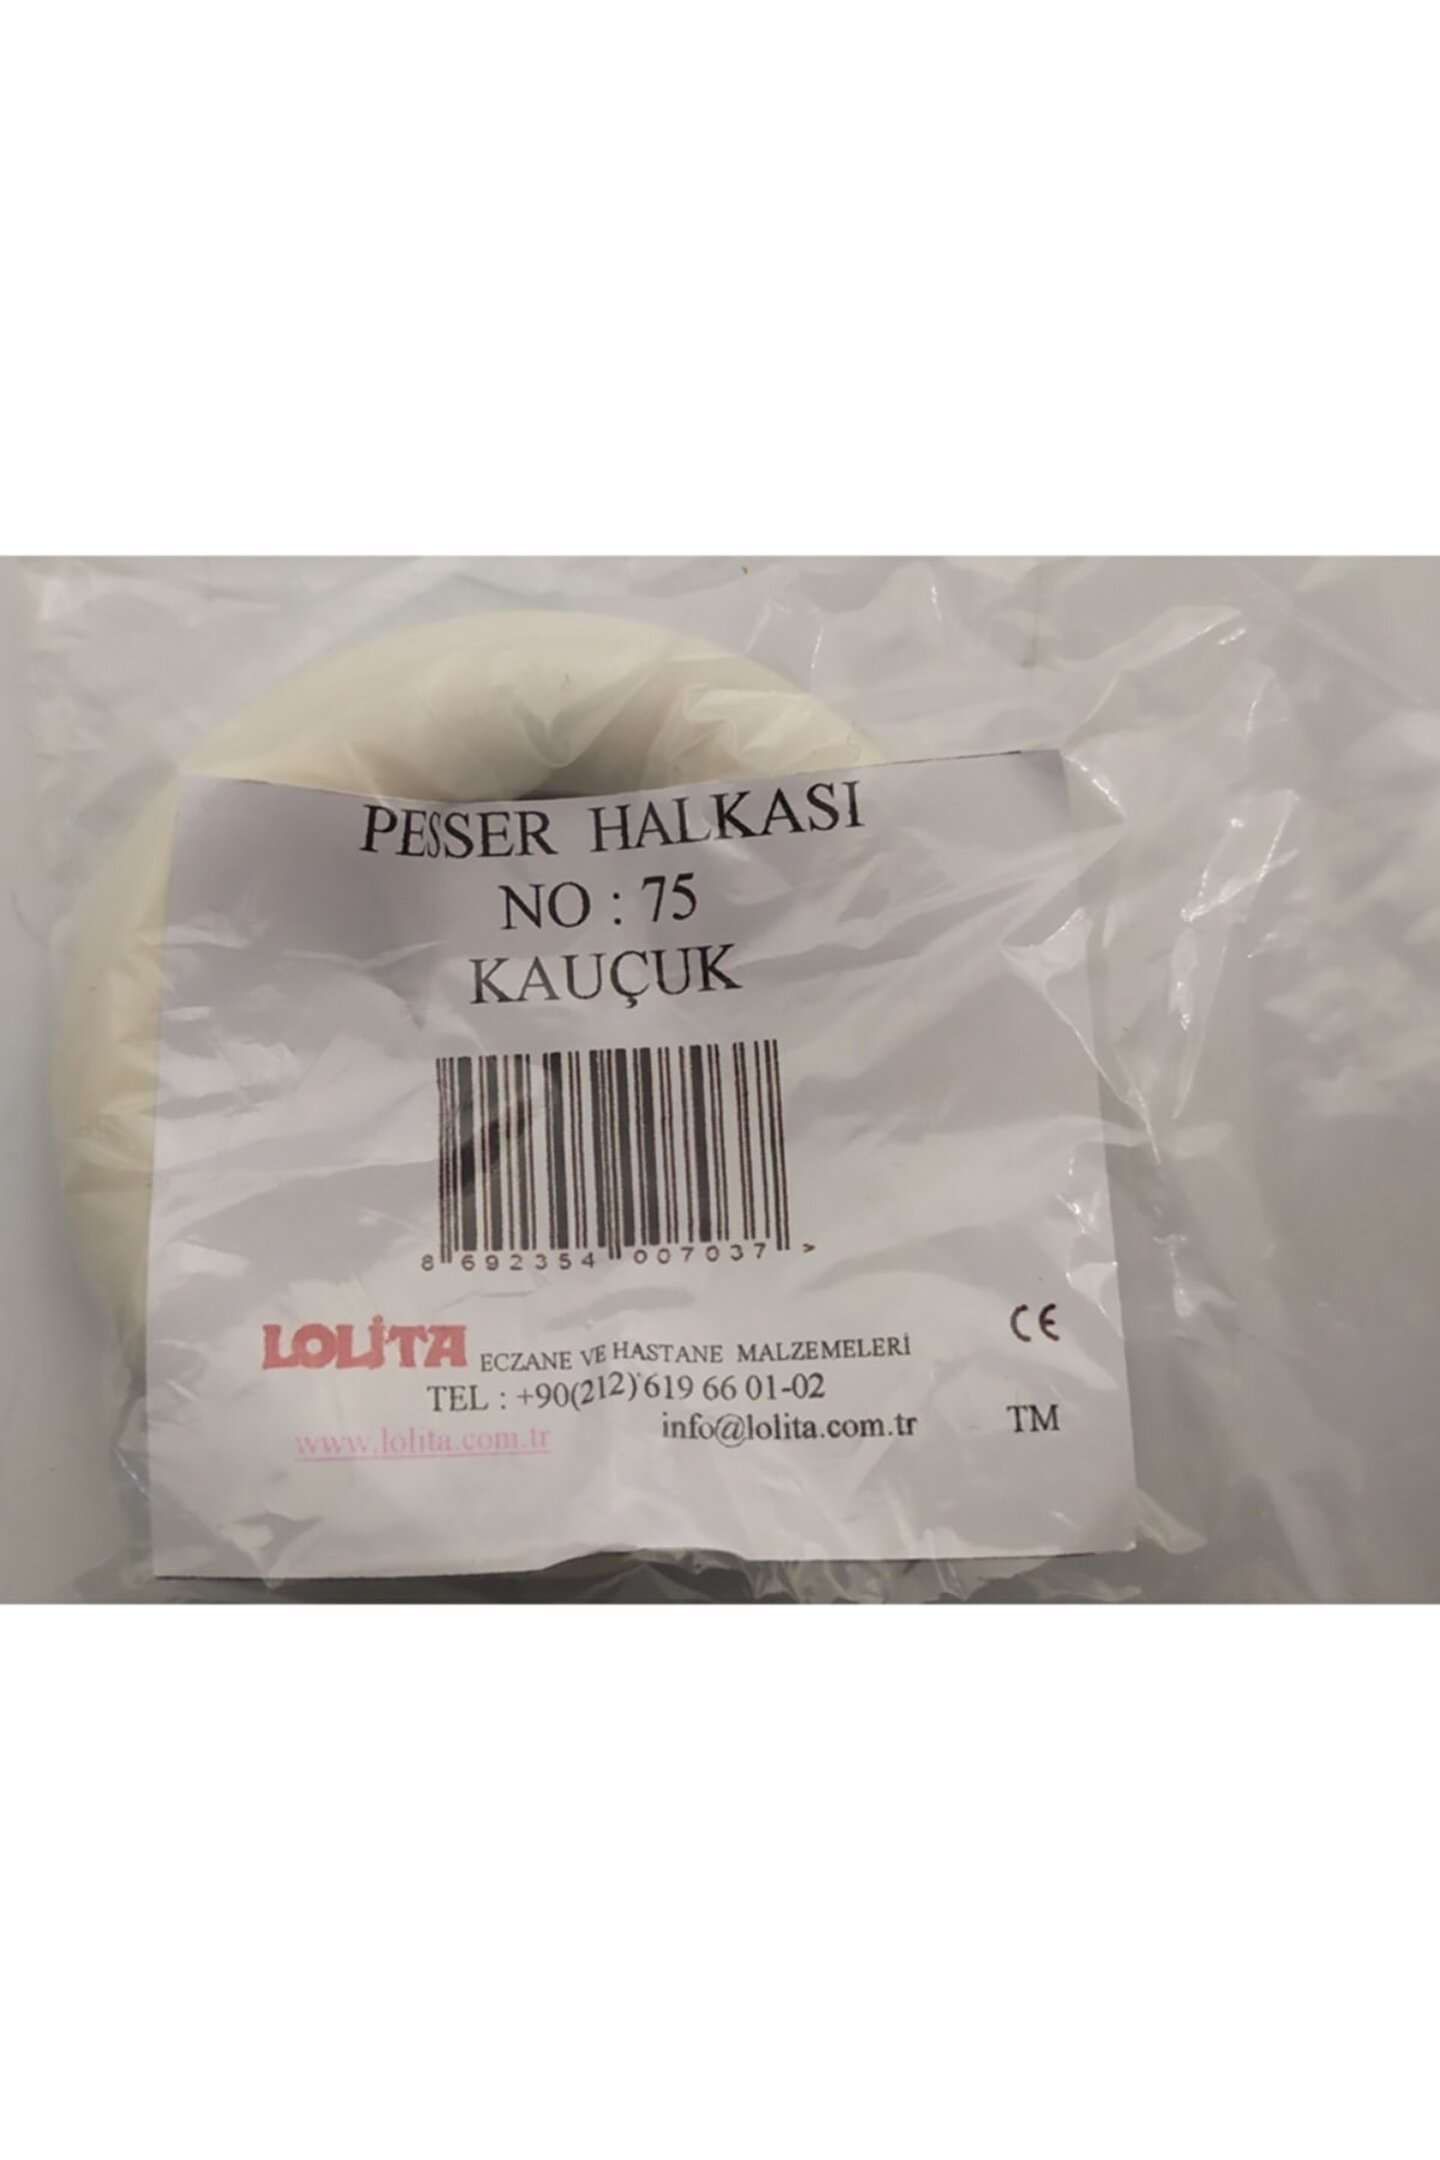 PESSER HALKASI
NO : 75
KAUÇUK
8 692354 007037 >
LOLİTA ECZANE VE HASTANE MALZEMELERİ
CE
TEL : +90(212) 619 66 01-02
www.lolita.com.tr info@lolita.com.tr
TM